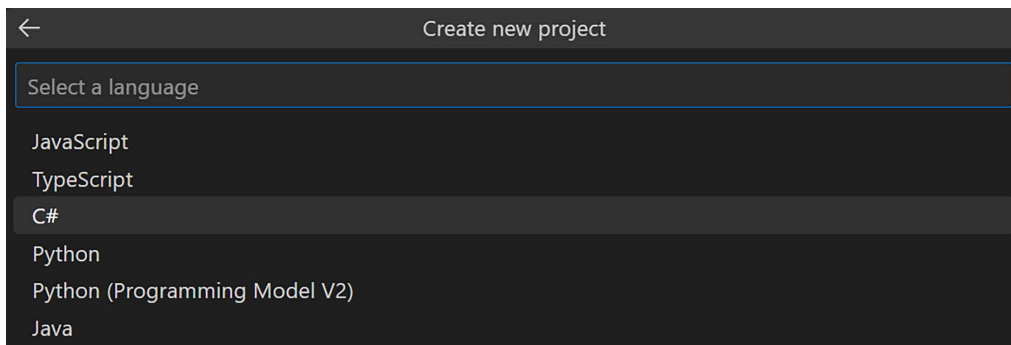 Create new project
Select a language
JavaScript
TypeScript
C#
Python
Python (Programming Model V2)
Java